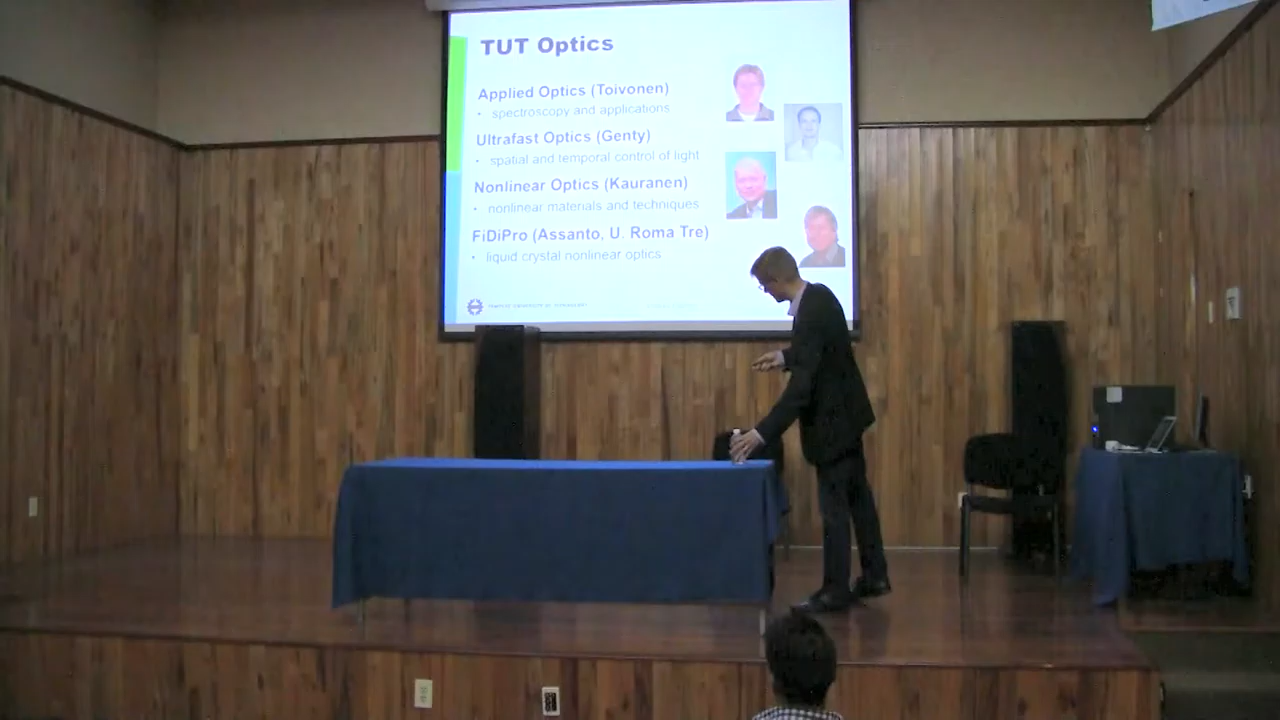 TUT Optics
Applied Optics (Toivonen)
• spectroscopy and applications
Ultrafast Optics (Genty)
• spatial and temporal control of light
Nonlinear Optics (Kauranen)
• nonlinear materials and techniques
FiDiPro (Assanto, U. Roma Tre)
• liquid crystal nonlinear optics